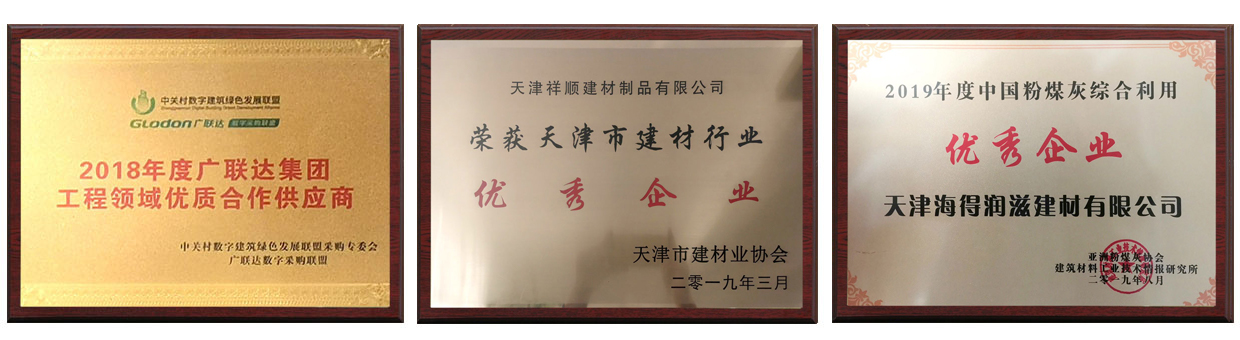 中关村数字建筑绿色发展联盟
Glodon广联达 数字采购联盟
2018年度广联达集团
工程领域优质合作供应商
中关村数字建筑绿色发展联盟采购专委会
广联达数字采购联盟
天津祥顺建材制品有限公司
荣获天津市建材行业
优秀企业
天津市建材业协会
二零一九年三月
2019年度中国粉煤灰综合利用
优秀企业
天津海得润滋建材有限公司
亚洲粉煤灰协会
建筑材料工业技术情报研究所
二零一九年八月